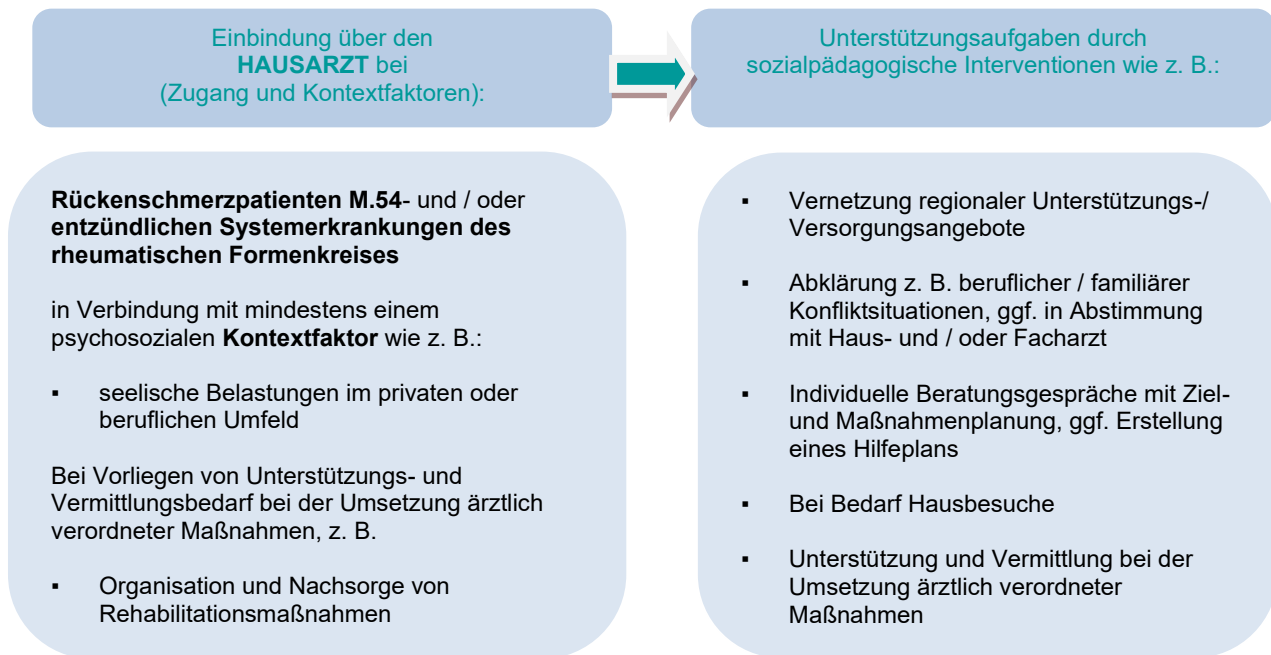 Einbindung über den
HAUSARZT bei
(Zugang und Kontextfaktoren):
Unterstützungsaufgaben durch
sozialpädagogische Interventionen wie z. B.:
Rückenschmerzpatienten M.54- und / oder
entzündlichen Systemerkrankungen des
rheumatischen Formenkreises
in Verbindung mit mindestens einem
psychosozialen Kontextfaktor wie z. B.:
▪ seelische Belastungen im privaten oder
beruflichen Umfeld
Bei Vorliegen von Unterstützungs- und
Vermittlungsbedarf bei der Umsetzung ärztlich
verordneter Maßnahmen, z. B.
▪ Organisation und Nachsorge von
Rehabilitationsmaßnahmen
▪ Vernetzung regionaler Unterstützungs-/
Versorgungsangebote
▪ Abklärung z. B. beruflicher / familiärer
Konfliktsituationen, ggf. in Abstimmung
mit Haus- und / oder Facharzt
▪ Individuelle Beratungsgespräche mit Ziel-
und Maßnahmenplanung, ggf. Erstellung
eines Hilfeplans
▪ Bei Bedarf Hausbesuche
▪ Unterstützung und Vermittlung bei der
Umsetzung ärztlich verordneter
Maßnahmen